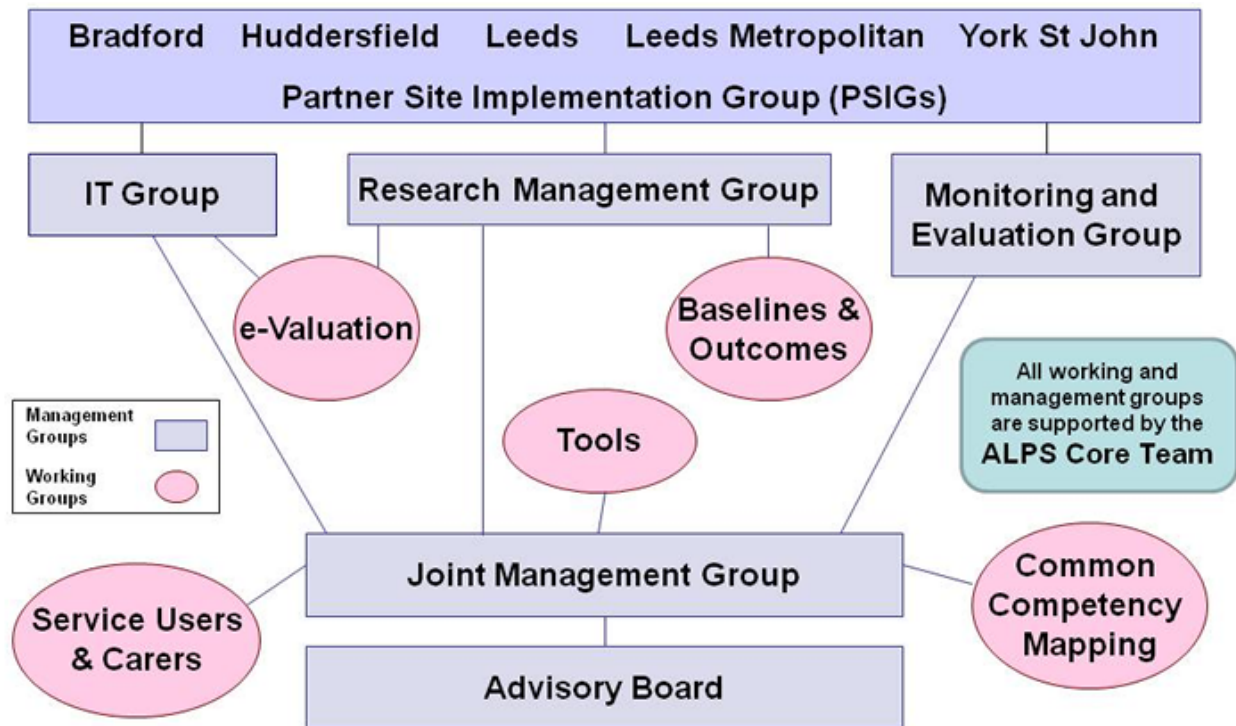 Bradford Huddersfield Leeds Leeds Metropolitan York St John
Partner Site Implementation Group (PSIGs)
IT Group
Research Management Group
Monitoring and
Evaluation Group
e-Valuation
Baselines &
Outcomes
All working and
management groups
are supported by the
ALPS Core Team
Management
Groups
Working
Groups
Tools
Joint Management Group
Service Users
& Carers
Common
Competency
Mapping
Advisory Board